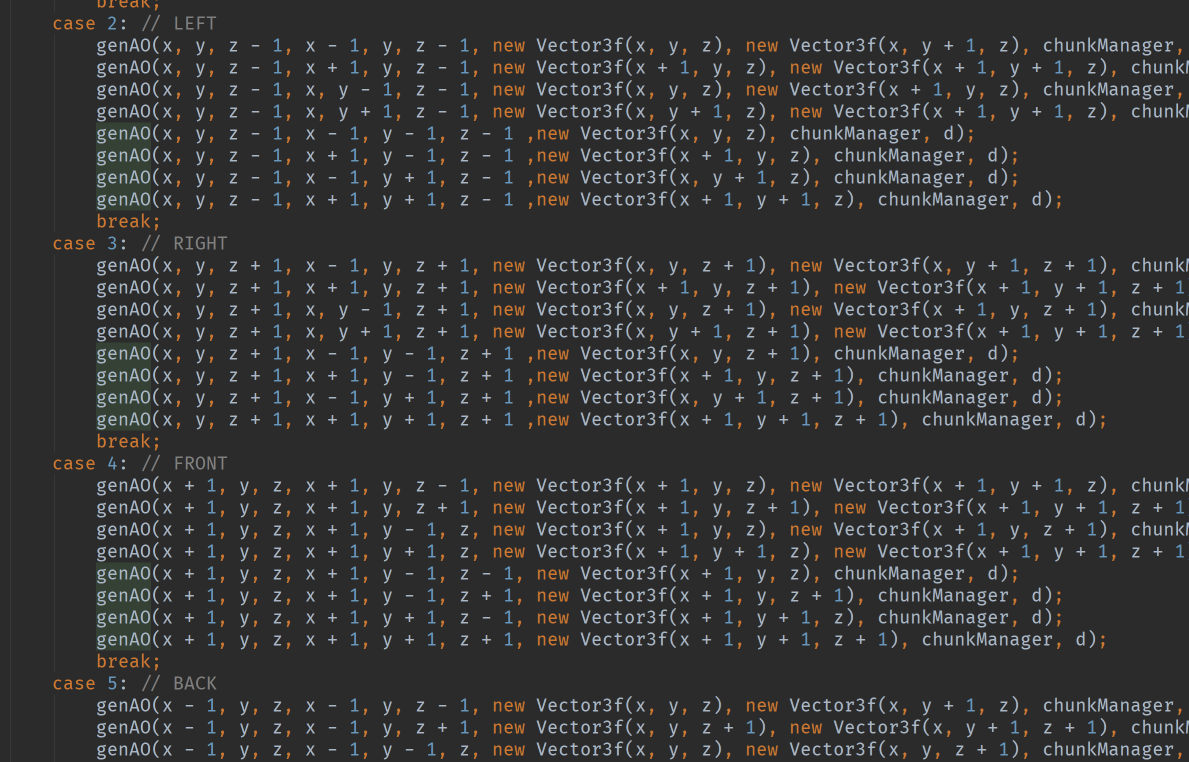 break;
case 2: // LEFT
genAO(x, y, z - 1, x - 1, y, z - 1, new Vector3f(x, y, z), new Vector3f(x, y + 1, z), chunkManager,
genAO(x, y, z - 1, x + 1, y, z - 1, new Vector3f(x + 1, y, z), new Vector3f(x + 1, y + 1, z), chunkM
genAO(x, y, z - 1, x, y - 1, z - 1, new Vector3f(x, y, z), new Vector3f(x + 1, y, z), chunkManager,
genAO(x, y, z - 1, x, y + 1, z - 1, new Vector3f(x, y + 1, z), new Vector3f(x + 1, y + 1, z), chunkM
genAO(x, y, z - 1, x - 1, y - 1, z - 1 ,new Vector3f(x, y, z), chunkManager, d);
genAO(x, y, z - 1, x + 1, y - 1, z - 1 ,new Vector3f(x + 1, y, z), chunkManager, d);
genAO(x, y, z - 1, x - 1, y + 1, z - 1 ,new Vector3f(x, y + 1, z), chunkManager, d);
genAO(x, y, z - 1, x + 1, y + 1, z - 1 ,new Vector3f(x + 1, y + 1, z), chunkManager, d);
break;
case 3: // RIGHT
genAO(x, y, z + 1, x - 1, y, z + 1, new Vector3f(x, y, z + 1), new Vector3f(x, y + 1, z + 1), chunkM
genAO(x, y, z + 1, x + 1, y, z + 1, new Vector3f(x + 1, y, z + 1), new Vector3f(x + 1, y + 1, z + 1
genAO(x, y, z + 1, x, y - 1, z + 1, new Vector3f(x, y, z + 1), new Vector3f(x + 1, y, z + 1), chunkM
genAO(x, y, z + 1, x, y + 1, z + 1, new Vector3f(x, y + 1, z + 1), new Vector3f(x + 1, y + 1, z + 1
genAO(x, y, z + 1, x - 1, y - 1, z + 1 ,new Vector3f(x, y, z + 1), chunkManager, d);
genAO(x, y, z + 1, x + 1, y - 1, z + 1 ,new Vector3f(x + 1, y, z + 1), chunkManager, d);
genAO(x, y, z + 1, x - 1, y + 1, z + 1 ,new Vector3f(x, y + 1, z + 1), chunkManager, d);
genAO(x, y, z + 1, x + 1, y + 1, z + 1 ,new Vector3f(x + 1, y + 1, z + 1), chunkManager, d);
break;
case 4: // FRONT
genAO(x + 1, y, z, x + 1, y, z - 1, new Vector3f(x + 1, y, z), new Vector3f(x + 1, y + 1, z), chunkM
genAO(x + 1, y, z, x + 1, y, z + 1, new Vector3f(x + 1, y, z + 1), new Vector3f(x + 1, y + 1, z + 1
genAO(x + 1, y, z, x + 1, y - 1, z, new Vector3f(x + 1, y, z), new Vector3f(x + 1, y, z + 1), chunkM
genAO(x + 1, y, z, x + 1, y + 1, z, new Vector3f(x + 1, y + 1, z), new Vector3f(x + 1, y + 1, z + 1
genAO(x + 1, y, z, x + 1, y - 1, z - 1, new Vector3f(x + 1, y, z), chunkManager, d);
genAO(x + 1, y, z, x + 1, y - 1, z + 1, new Vector3f(x + 1, y, z + 1), chunkManager, d);
genAO(x + 1, y, z, x + 1, y + 1, z - 1, new Vector3f(x + 1, y + 1, z), chunkManager, d);
genAO(x + 1, y, z, x + 1, y + 1, z + 1, new Vector3f(x + 1, y + 1, z + 1), chunkManager, d);
break;
case 5: // BACK
genAO(x - 1, y, z, x - 1, y, z - 1, new Vector3f(x, y, z), new Vector3f(x, y + 1, z), chunkManager,
genAO(x - 1, y, z, x - 1, y, z + 1, new Vector3f(x, y, z + 1), new Vector3f(x, y + 1, z + 1), chunkM
genAO(x - 1, y, z, x - 1, y - 1, z, new Vector3f(x, y, z), new Vector3f(x, y, z + 1), chunkManager,